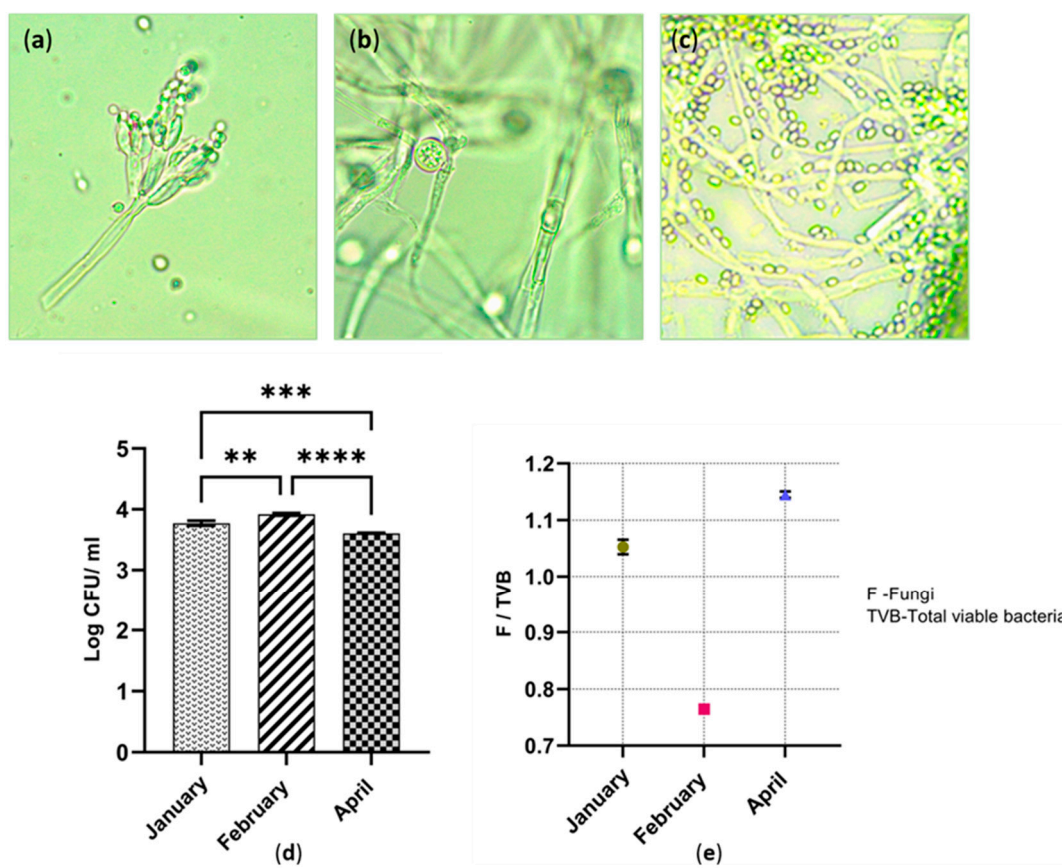 (a)
(b)
(c)
***
**
****
5
4
3
2
1
0
Log CFU/ ml
January
February
April
(d)
1.2
1.1
1.0
0.9
0.8
0.7
F / TVB
January
February
April
(e)
F -Fungi
TVB-Total viable bacteria